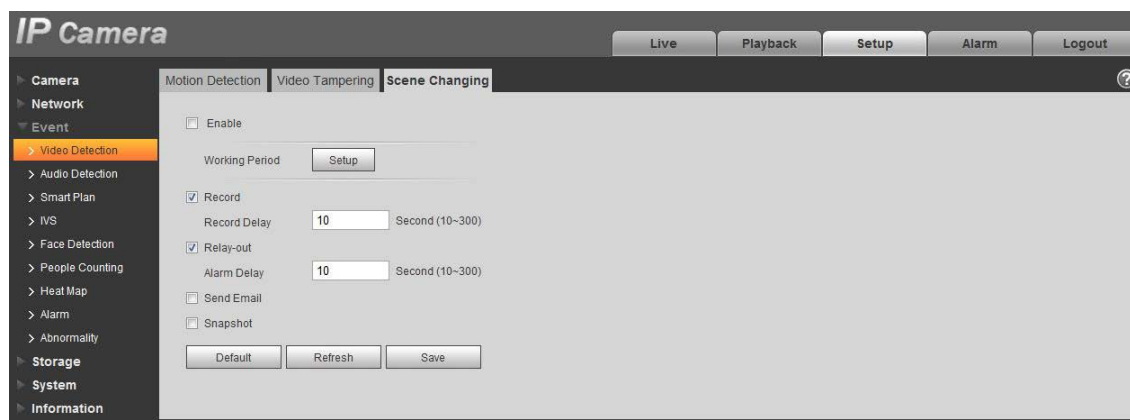 IP Camera
Live
Playback
Setup
Alarm
Logout
Camera
Network
Event
Video Detection
Audio Detection
Smart Plan
IVS
Face Detection
People Counting
Heat Map
Alarm
Abnormality
Storage
System
Information
Motion Detection
Video Tampering
Scene Changing
?
Enable
Working Period
Setup
Record
Record Delay
10
Second (10~300)
Relay-out
Alarm Delay
10
Second (10~300)
Send Email
Snapshot
Default
Refresh
Save